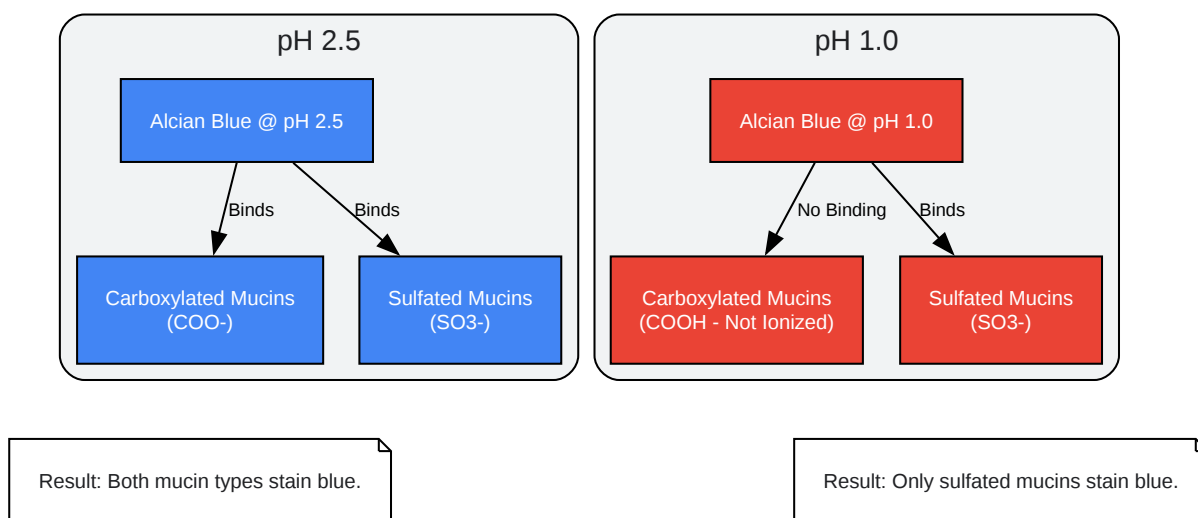 pH 2.5
Alcian Blue @ pH 2.5
Binds
Binds
Carboxylated Mucins
(COO-)
Sulfated Mucins
(SO3-)
pH 1.0
Alcian Blue @ pH 1.0
No Binding
Binds
Carboxylated Mucins
(COOH - Not Ionized)
Sulfated Mucins
(SO3-)
Result: Both mucin types stain blue.
Result: Only sulfated mucins stain blue.